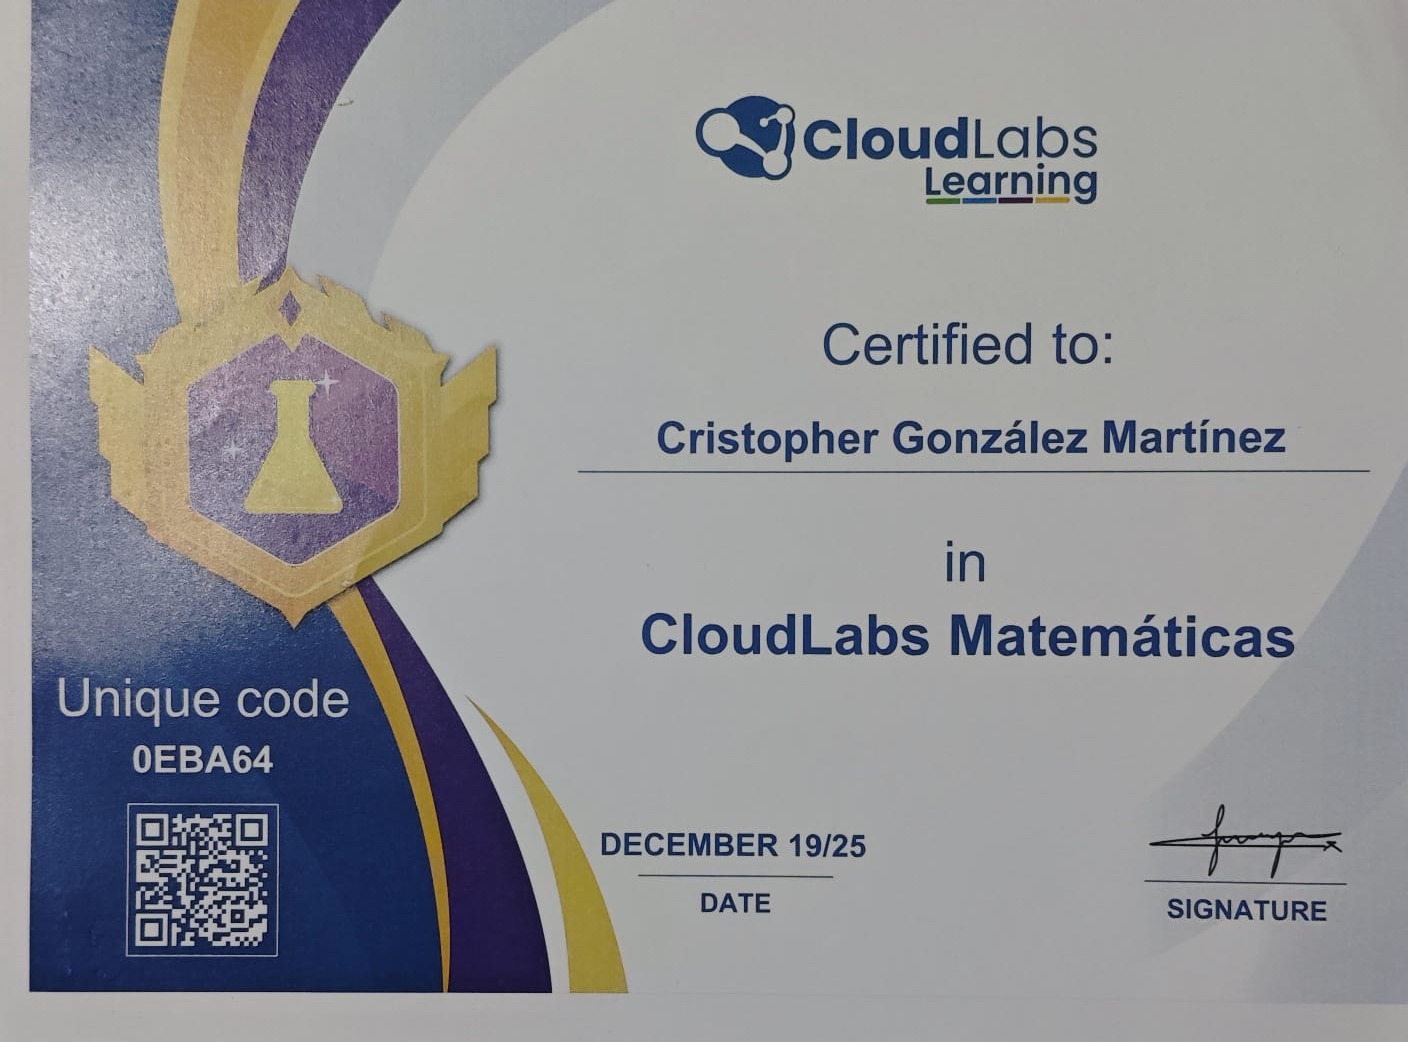 CloudLabs
Learning
Certified to:
Cristopher González Martínez
in
CloudLabs Matemáticas
Unique code
0EBA64
DECEMBER 19/25
DATE
SIGNATURE